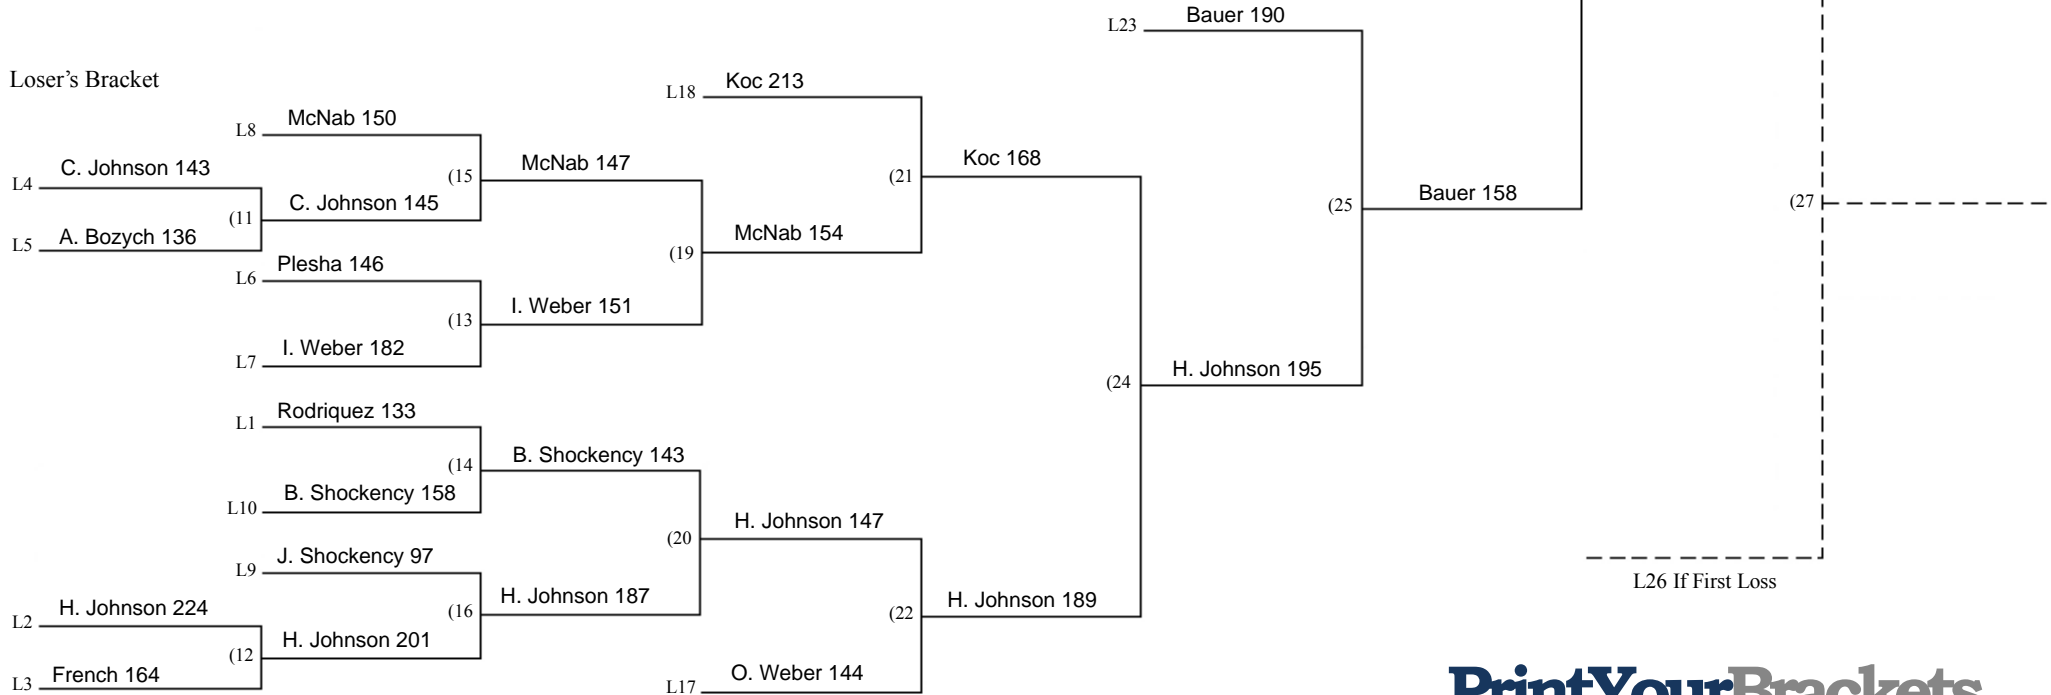 Bauer 190
L23
Loser's Bracket
Koc 213
L18
McNab 150
L8
C. Johnson 143
L4
McNab 147
(15
Koc 168
(21
Bauer 158
(25
(27
C. Johnson 145
(11
A. Bozych 136
L5
McNab 154
(19
Plesha 146
L6
I. Weber 151
(13
I. Weber 182
L7
H. Johnson 195
(24
Rodriquez 133
L1
B. Shockency 143
(14
B. Shockency 158
L10
H. Johnson 147
(20
J. Shockency 97
L9
L26 If First Loss
H. Johnson 187
(16
H. Johnson 189
(22
H. Johnson 224
L2
H. Johnson 201
(12
French 164
L3
O. Weber 144
L17
PrintYourBrackets